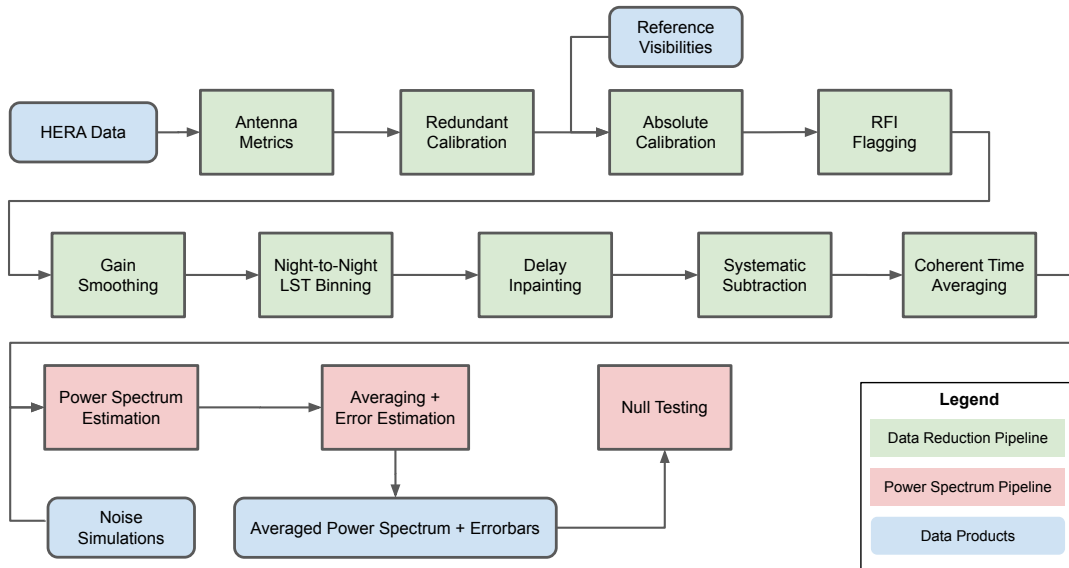 Reference
Visibilities
HERA Data
Antenna
Metrics
Redundant
Calibration
Absolute
Calibration
RFI
Flagging
Gain
Smoothing
Night-to-Night
LST Binning
Delay
Inpainting
Systematic
Subtraction
Coherent Time
Averaging
Power Spectrum
Estimation
Averaging +
Error Estimation
Null Testing
Noise
Simulations
Averaged Power Spectrum + Errorbars
Legend
Data Reduction Pipeline
Power Spectrum Pipeline
Data Products